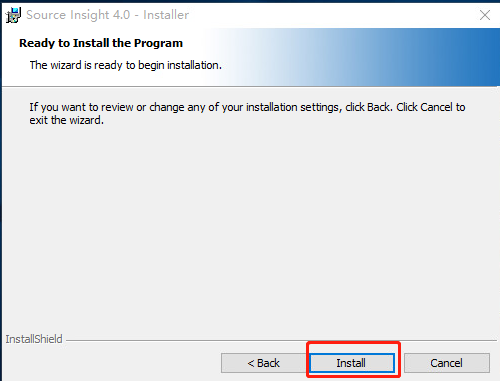 Source Insight 4.0 - Installer
Ready to Install the Program
The wizard is ready to begin installation.
If you want to review or change any of your installation settings, click Back. Click Cancel to
exit the wizard.
InstallShield
< Back
Install
Cancel